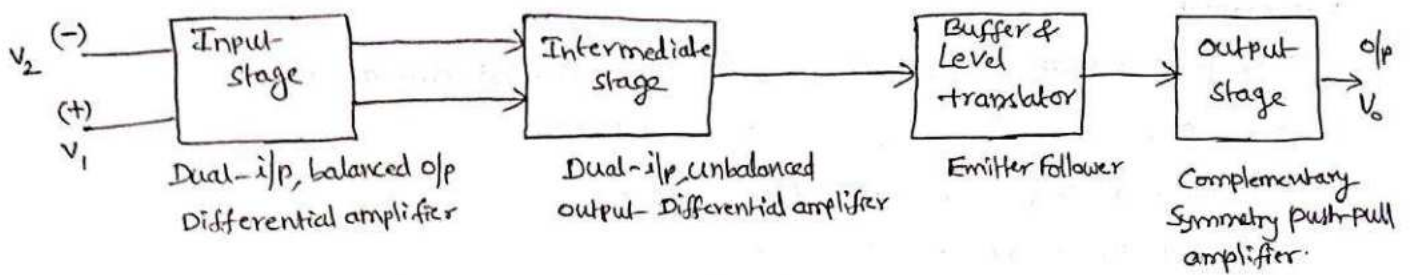 V2 (-)
(+)
V1
Input-
stage
Intermediate
stage
Buffer &
Level
translator
output
stage
o/p
Vo
Dual-i/p, balanced o/p
Differential amplifier
Dual-i/p, unbalanced
output- Differential amplifier
Emitter Follower
Complementary
Symmetry push-pull
amplifier.